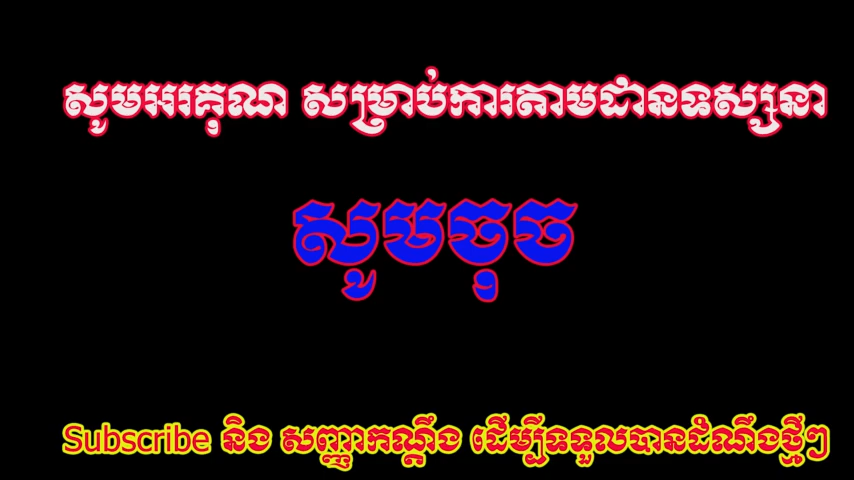 សូមអរគុណ សម្រាប់ការតាមដានទស្សនា
សូមចុច
Subscribe និង សញ្ញាកណ្ដឹង ដើម្បីទទួលបានដំណឹងថ្មីៗ